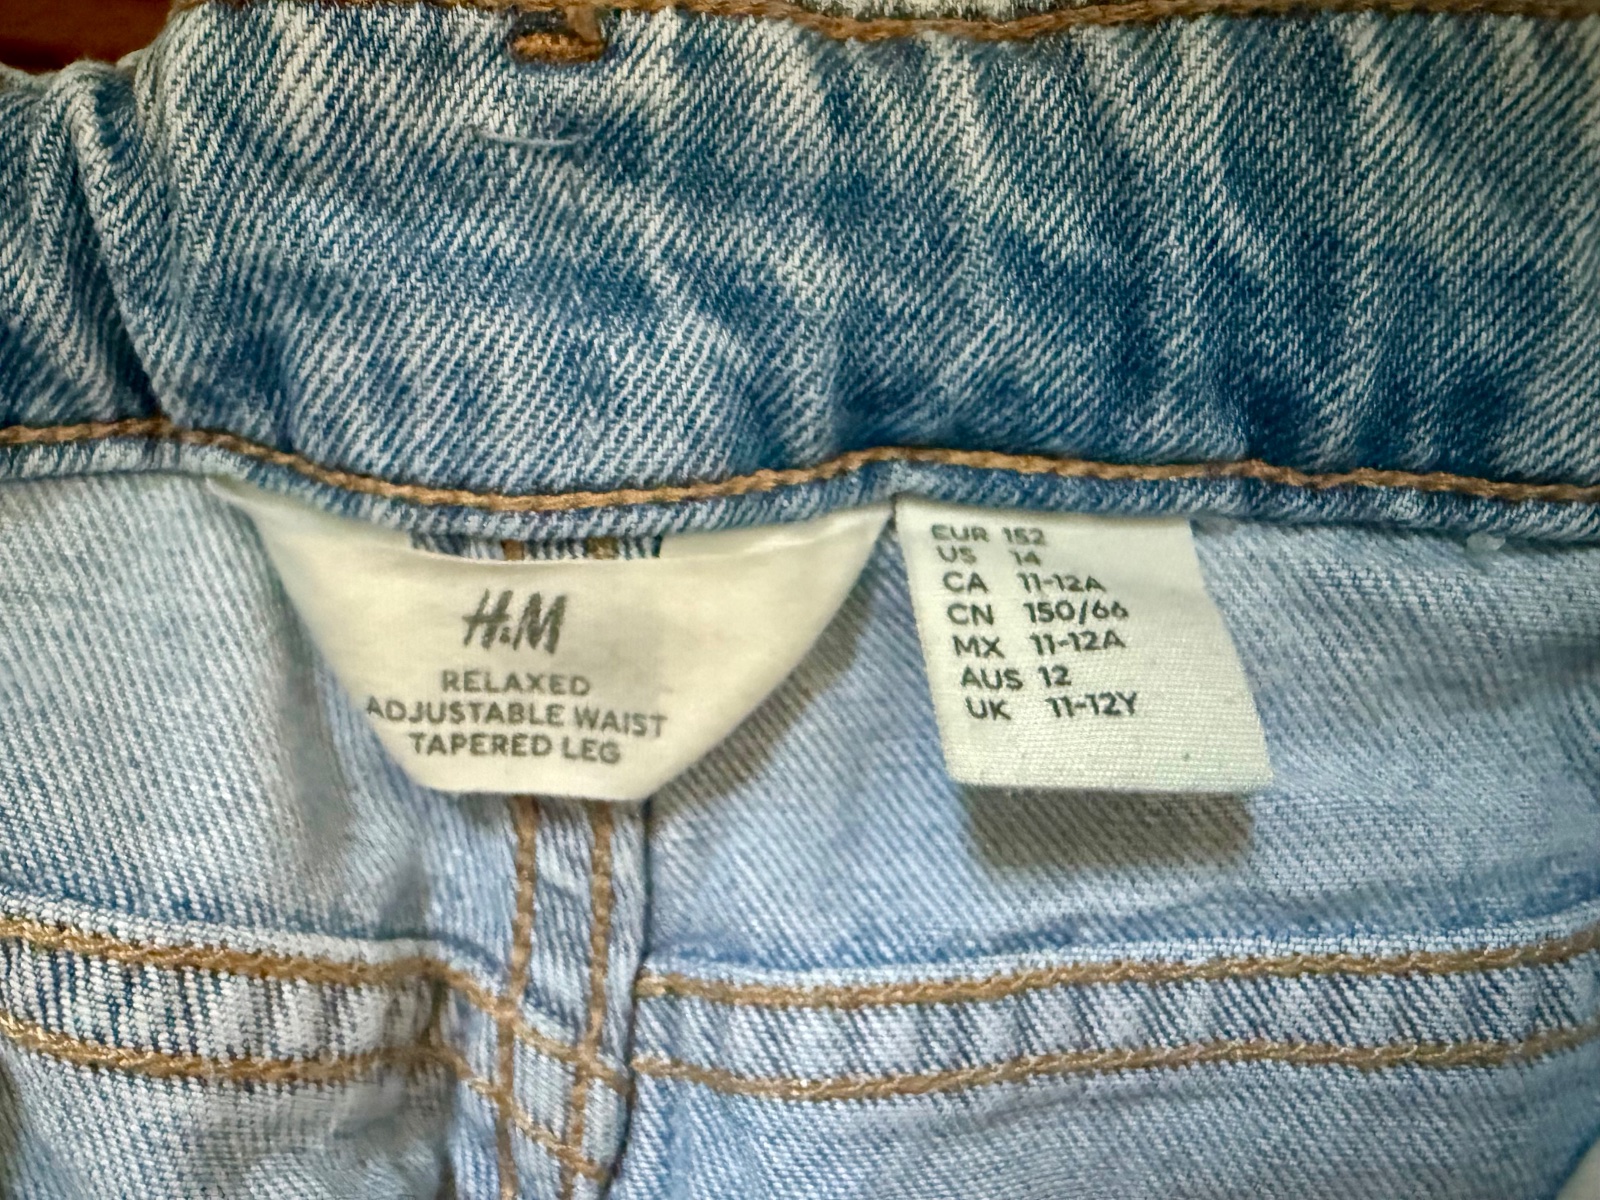 H&M
RELAXED
ADJUSTABLE WAIST
TAPERED LEG
EUR 152
US 14
CA 11-12A
CN 150/66
MX 11-12A
AUS 12
UK 11-12Y